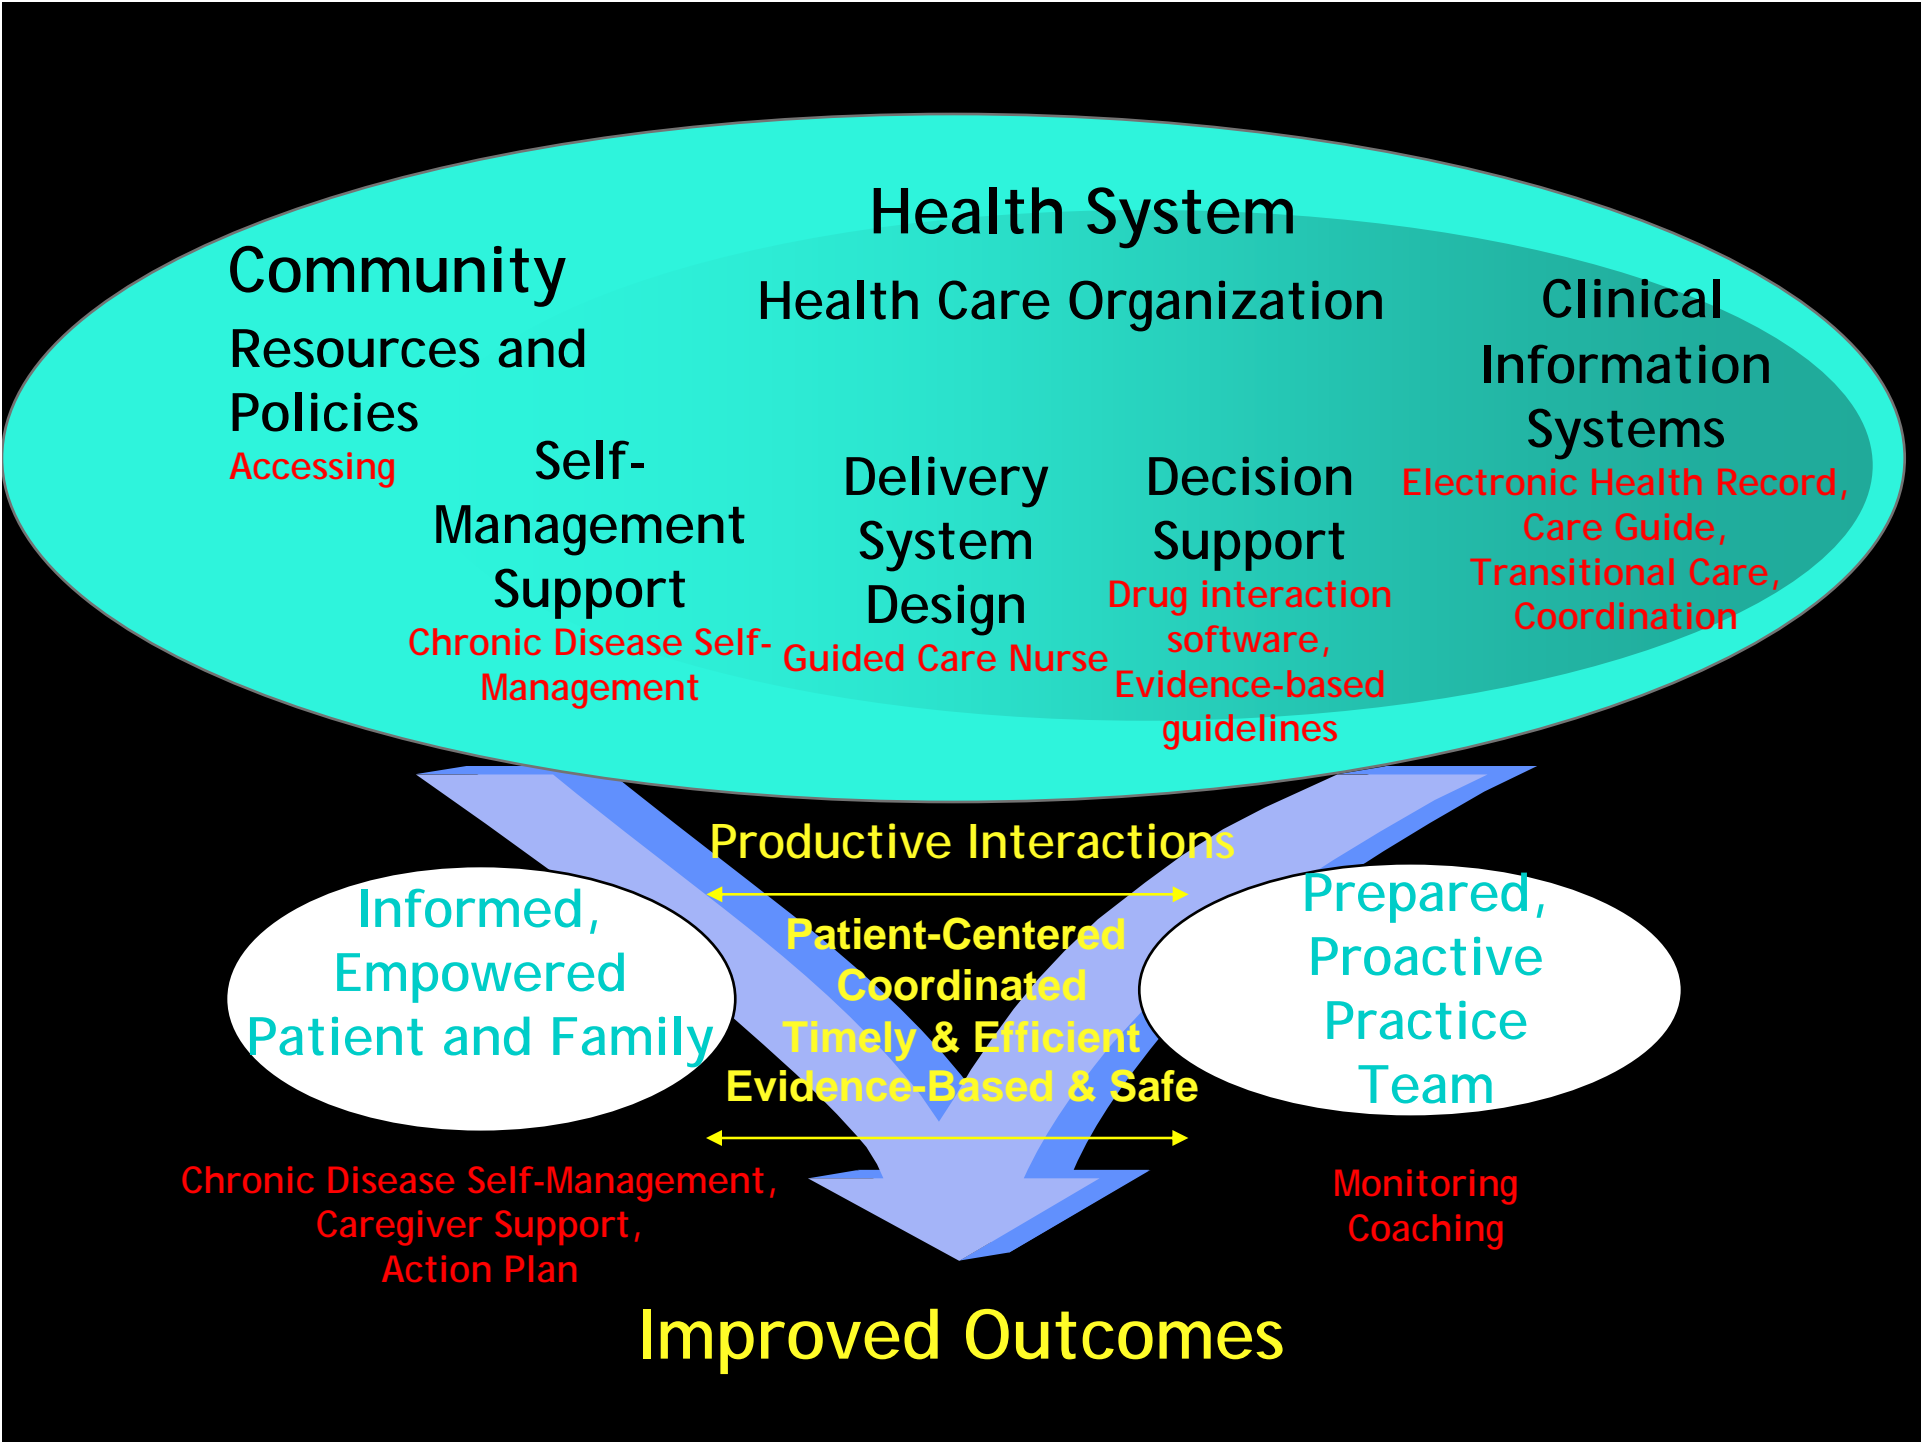 Health System
Community
Health Care Organization
Resources and
Policies
Accessing
Self-
Management
Support
Chronic Disease Self-
Management
Delivery
System
Design
Guided Care Nurse
Decision
Support
Drug interaction
software,
Evidence-based
guidelines
Clinical
Information
Systems
Electronic Health Record,
Care Guide,
Transitional Care,
Coordination
Productive Interactions
Informed,
Empowered
Patient and Family
Patient-Centered
Coordinated
Timely & Efficient
Evidence-Based & Safe
Prepared,
Proactive
Practice
Team
Chronic Disease Self-Management,
Caregiver Support,
Action Plan
Monitoring
Coaching
Improved Outcomes